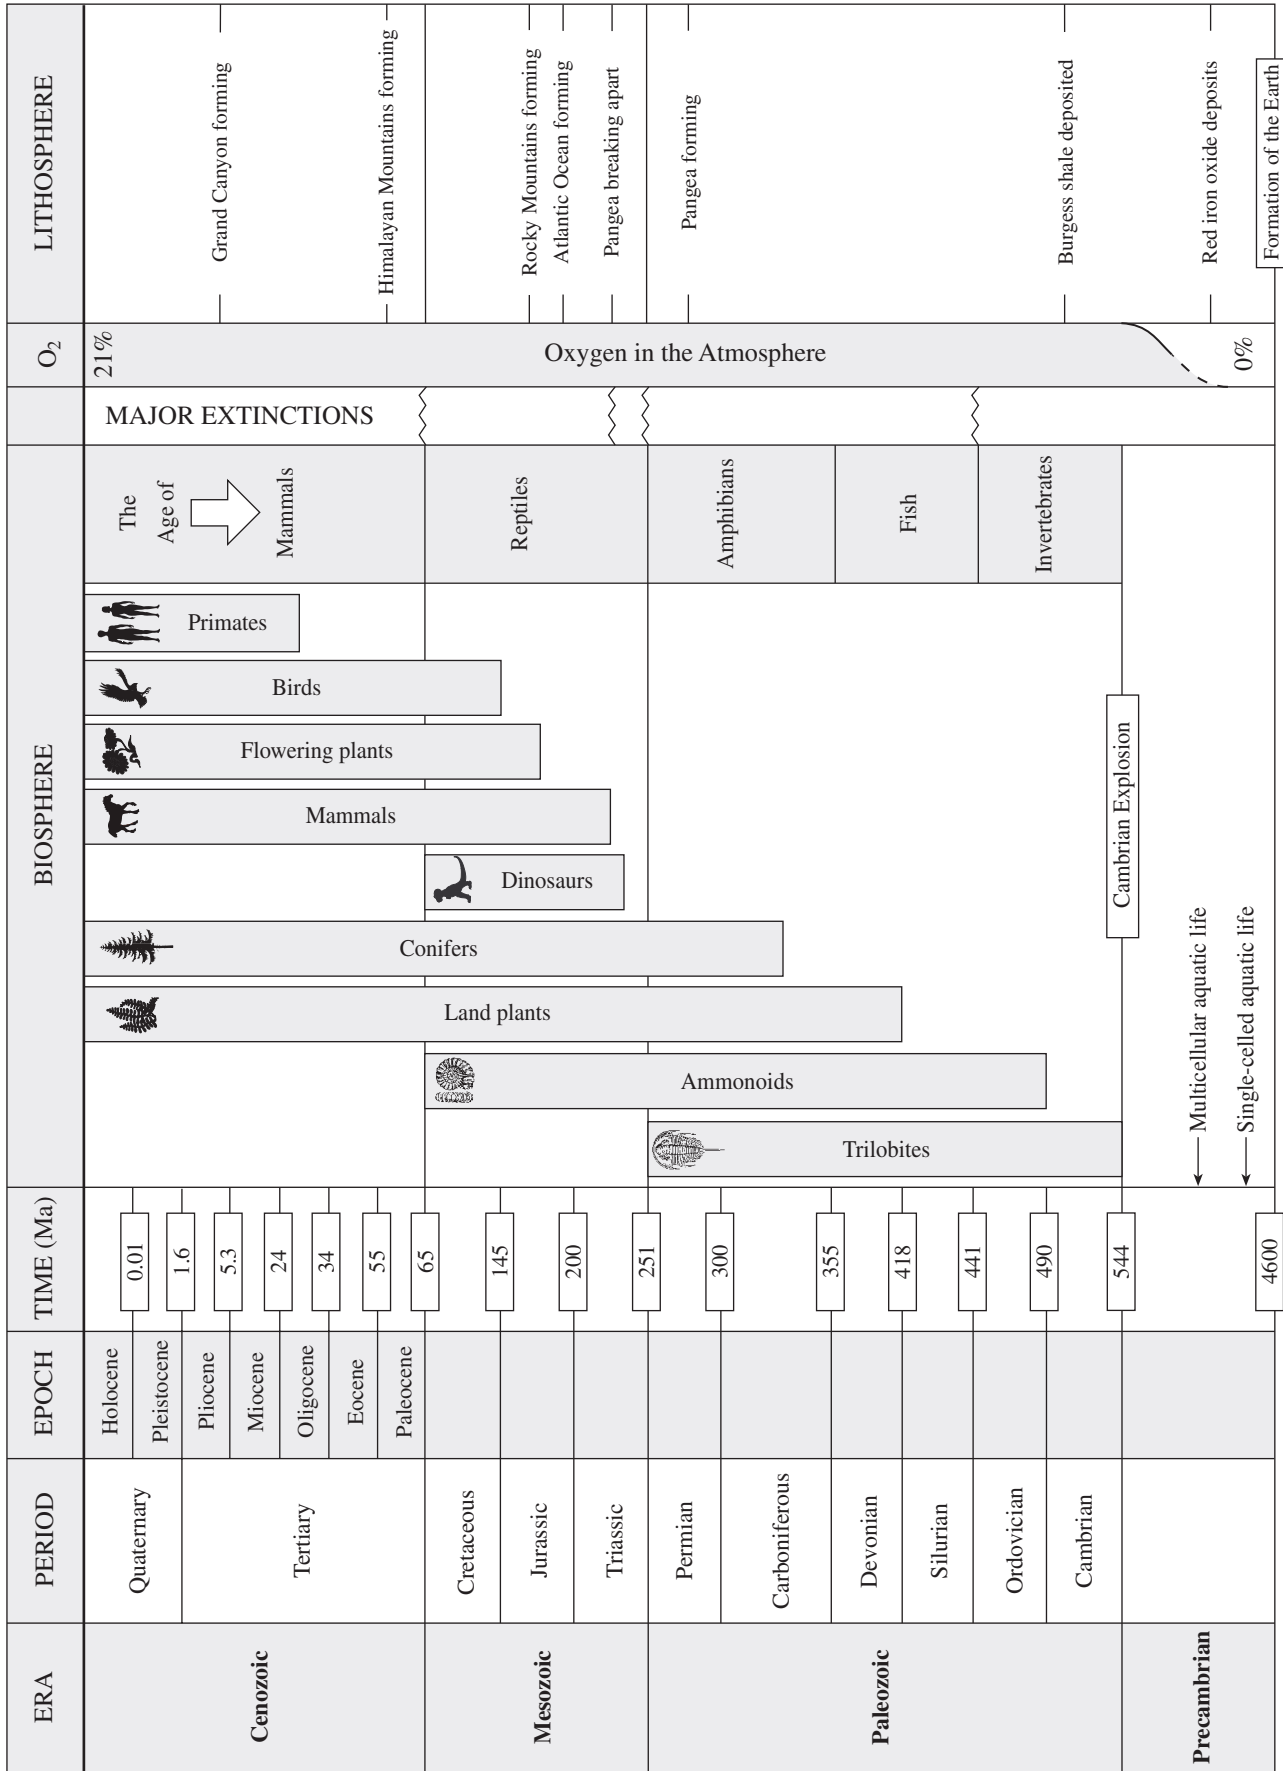 ERA
PERIOD
EPOCH
TIME (Ma)
BIOSPHERE
O2
LITHOSPHERE
Cenozoic
Mesozoic
Paleozoic
Precambrian
Quaternary
Tertiary
Cretaceous
Jurassic
Triassic
Permian
Carboniferous
Devonian
Silurian
Ordovician
Cambrian
Holocene
Pleistocene
Pliocene
Miocene
Oligocene
Eocene
Paleocene
0.01
1.6
5.3
24
34
55
65
145
200
251
300
355
418
441
490
544
4600
Trilobites
Ammonoids
Land plants
Conifers
Dinosaurs
Mammals
Flowering plants
Birds
Primates
Single-celled aquatic life
Multicellular aquatic life
Cambrian Explosion
The
Age of
Mammals
Reptiles
Amphibians
Fish
Invertebrates
MAJOR EXTINCTIONS
21%
Oxygen in the Atmosphere
0%
Grand Canyon forming
Himalayan Mountains forming
Rocky Mountains forming
Atlantic Ocean forming
Pangea breaking apart
Pangea forming
Burgess shale deposited
Red iron oxide deposits
Formation of the Earth